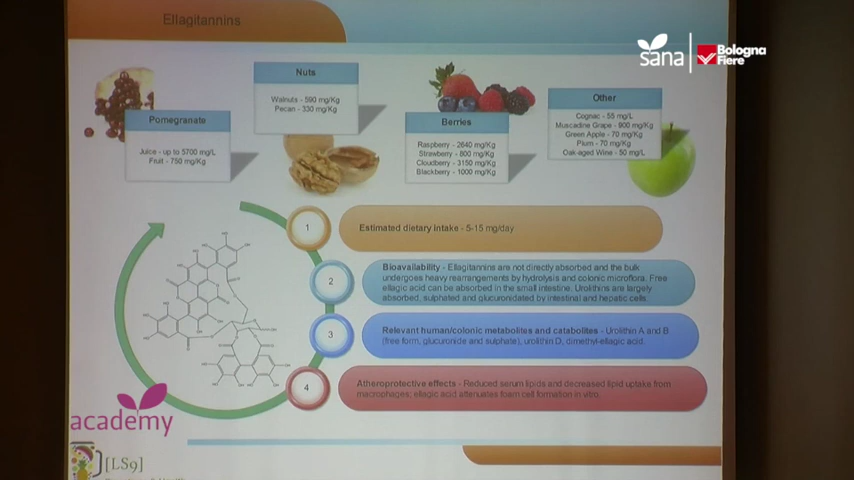 Ellagitannins
sana
Bologna
Fiere
Pomegranate
Juice - up to 5700 mg/L
Fruit - 750 mg/Kg
Nuts
Walnuts - 590 mg/Kg
Pecan - 330 mg/Kg
Berries
Raspberry - 2640 mg/Kg
Strawberry - 800 mg/Kg
Cloudberry - 3150 mg/Kg
Blackberry - 1000 mg/Kg
Other
Cognac - 55 mg/L
Muscadine Grape - 900 mg/Kg
Green Apple - 70 mg/Kg
Plum - 70 mg/Kg
Oak-aged Wine - 50 mg/L
1
Estimated dietary intake - 5-15 mg/day
2
Bioavailability - Ellagitannins are not directly absorbed and the bulk
undergoes heavy rearrangements by hydrolysis and colonic microflora. Free
ellagic acid can be absorbed in the small intestine. Urolithins are largely
absorbed, sulphated and glucuronidated by intestinal and hepatic cells.
3
Relevant human/colonic metabolites and catabolites - Urolithin A and B
(free form, glucuronide and sulphate), urolithin D, dimethyl-ellagic acid.
4
Atheroprotective effects - Reduced serum lipids and decreased lipid uptake from
macrophages; ellagic acid attenuates foam cell formation in vitro.
academy
[LS9]